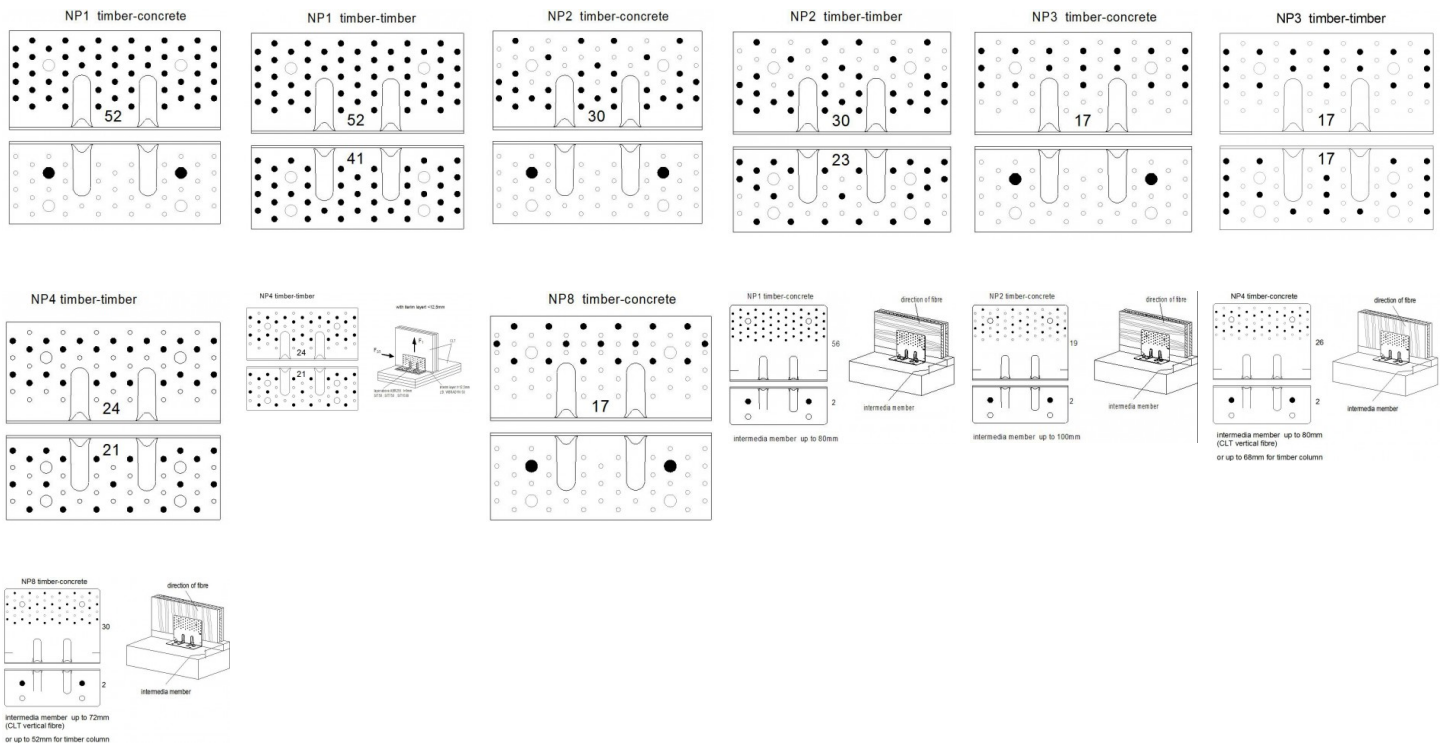 NP1 timber-concrete
52
NP1 timber-timber
52
41
NP2 timber-concrete
30
NP2 timber-timber
30
23
NP3 timber-concrete
17
NP3 timber-timber
17
17
NP4 timber-timber
24
21
NP4 timber-timber
24
21
F₁
CLT
NP8 timber-concrete
17
NP1 timber-concrete
56
2
intermedia member up to 60mm
direction of fibre
intermedia member
NP2 timber-concrete
19
2
intermedia member up to 100mm
direction of fibre
intermedia member
NP4 timber-concrete
26
2
intermedia member up to 80mm
(CLT vertical fibre)
or up to 68mm for timber column
direction of fibre
intermedia member
NP8 timber-concrete
30
2
intermedia member up to 72mm
(CLT vertical fibre)
or up to 52mm for timber column
direction of fibre
intermedia member